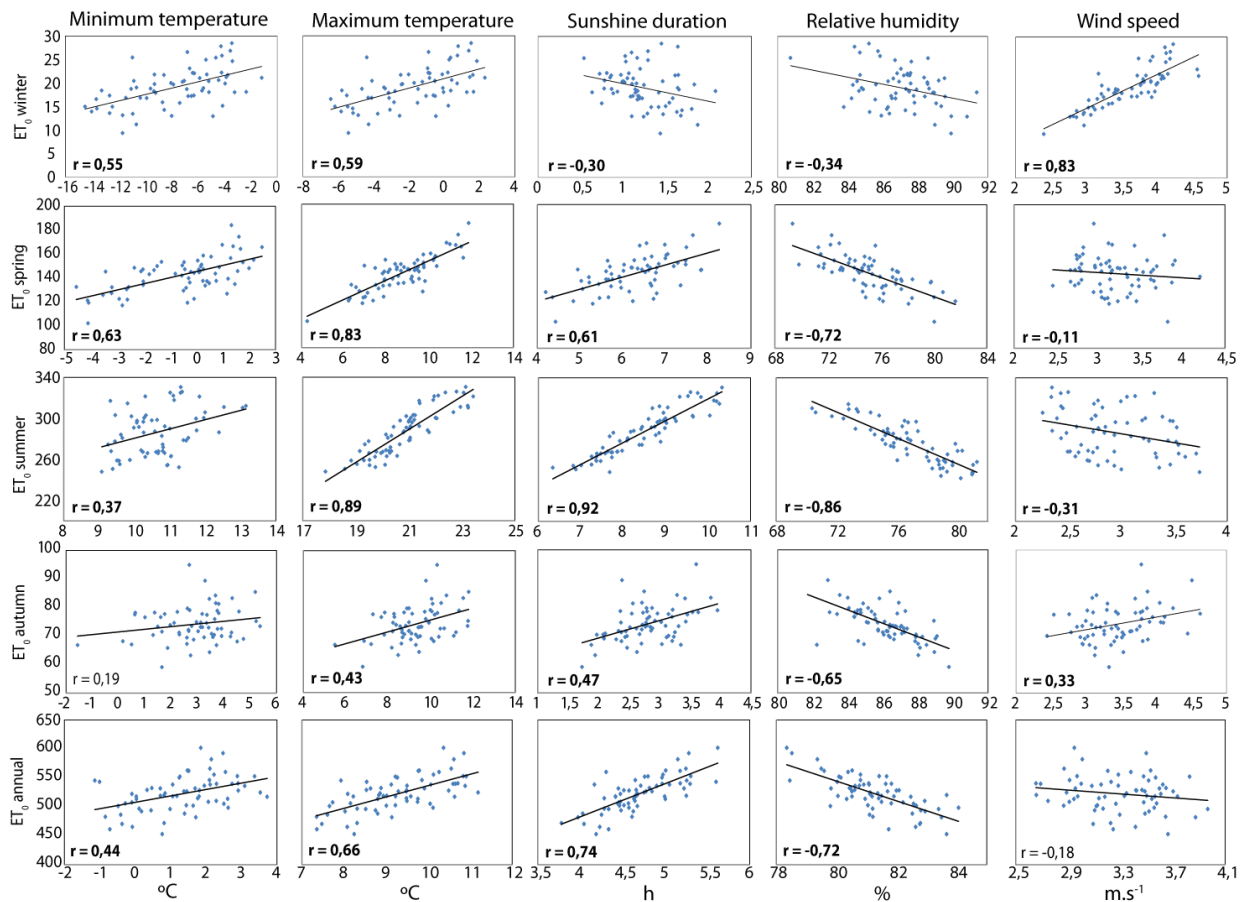 Minimum temperature Maximum temperature Sunshine duration Relative humidity Wind speed
ET0 winter
30
25
20
15
10
5
0
r = 0,55
r = 0,59
r = -0,30
r = -0,34
r = 0,83
-16 -14 -12 -10 -8 -6 -4 -2 0
-8 -6 -4 -2 0 2 4
0 0,5 1 1,5 2 2,5
80 82 84 86 88 90 92
2 2,5 3 3,5 4 4,5 5
ET0 spring
200
180
160
140
120
100
80
r = 0,63
r = 0,83
r = 0,61
r = -0,72
r = -0,11
-5 -4 -3 -2 -1 0 1 2 3
4 6 8 10 12 14
4 5 6 7 8 9
68 72 76 80 84
2 2,5 3 3,5 4 4,5
ET0 summer
340
300
260
220
r = 0,37
r = 0,89
r = 0,92
r = -0,86
r = -0,31
8 9 10 11 12 13 14
17 19 21 23 25
6 7 8 9 10 11
68 72 76 80
2 2,5 3 3,5 4
ET0 autumn
100
90
80
70
60
50
r = 0,19
r = 0,43
r = 0,47
r = -0,65
r = 0,33
-2 -1 0 1 2 3 4 5 6
4 6 8 10 12 14
1 1,5 2 2,5 3 3,5 4 4,5
80 82 84 86 88 90 92
2 2,5 3 3,5 4 4,5 5
ET0 annual
650
600
550
500
450
400
r = 0,44
r = 0,66
r = 0,74
r = -0,72
r = -0,18
-2 -1 0 1 2 3 4
7 8 9 10 11 12
3,5 4 4,5 5 5,5 6
78 80 82 84
2,5 2,9 3,3 3,7 4,1
ºC ºC h % m.s-1